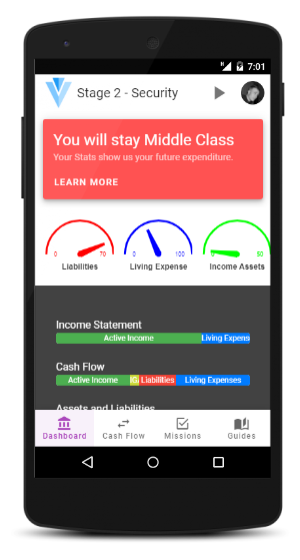 7:01
Stage 2 - Security
You will stay Middle Class
Your Stats show us your future expenditure.
LEARN MORE
0 70 0 100 0 50
Liabilities Living Expense Income Assets
Income Statement
Active Income Living Expens
Cash Flow
Active Income Liabilities Living Expenses
Assets and Liabilities
Dashboard Cash Flow Missions Guides